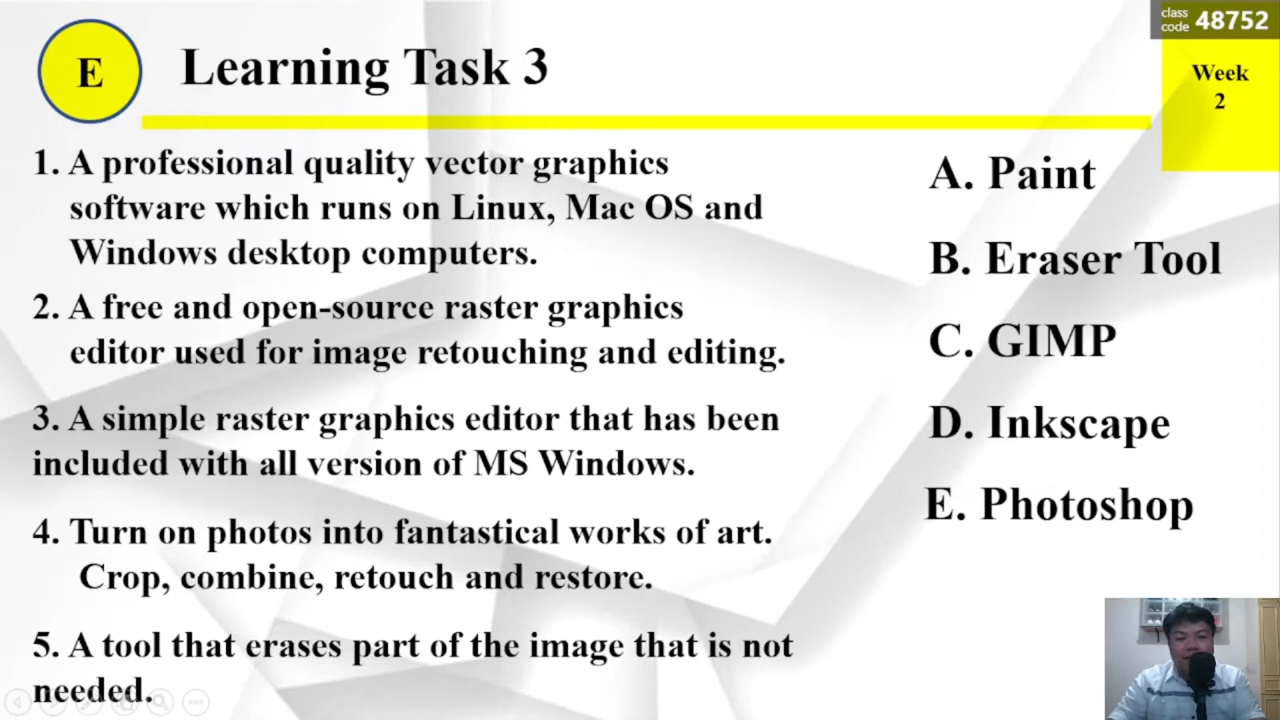 class code 48752
E
Learning Task 3
Week
2
1. A professional quality vector graphics
software which runs on Linux, Mac OS and
Windows desktop computers.
2. A free and open-source raster graphics
editor used for image retouching and editing.
3. A simple raster graphics editor that has been
included with all version of MS Windows.
4. Turn on photos into fantastical works of art.
Crop, combine, retouch and restore.
5. A tool that erases part of the image that is not
needed.
A. Paint
B. Eraser Tool
C. GIMP
D. Inkscape
E. Photoshop